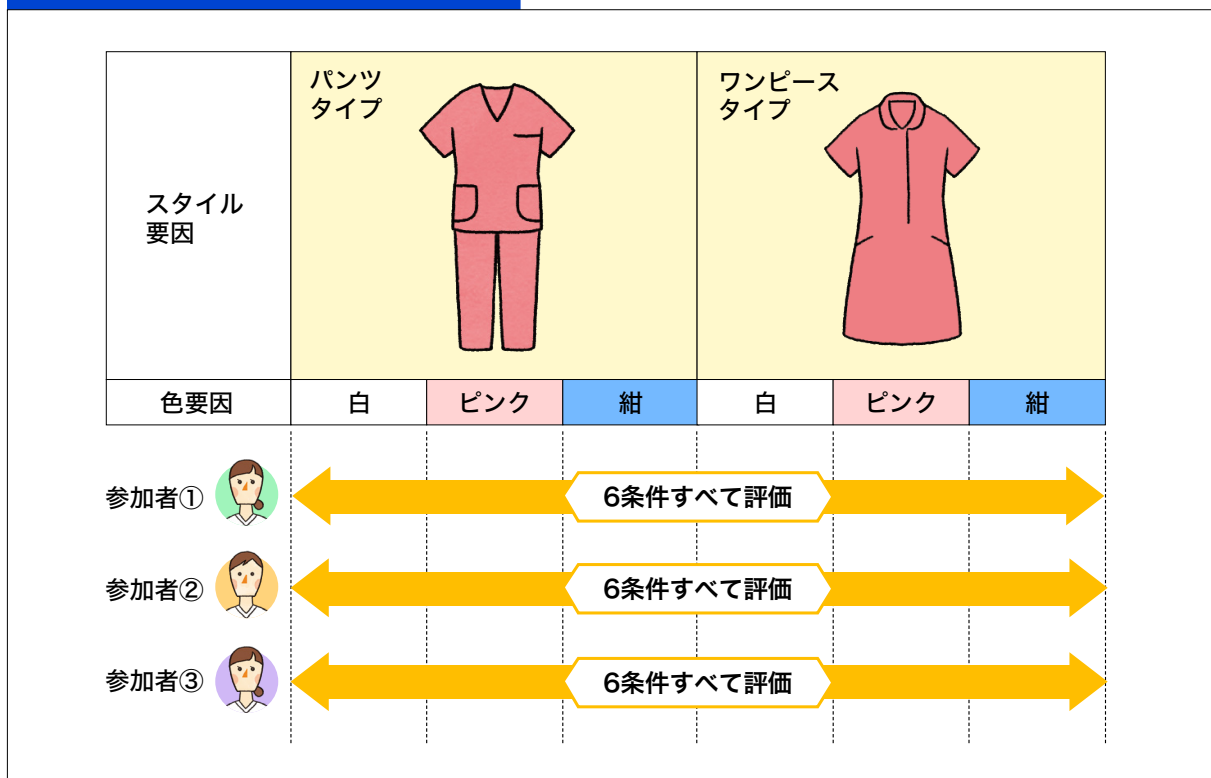 パンツ
タイプ
ワンピース
タイプ
スタイル
要因
色要因 白 ピンク 紺 白 ピンク 紺
参加者① 6条件すべて評価
参加者② 6条件すべて評価
参加者③ 6条件すべて評価